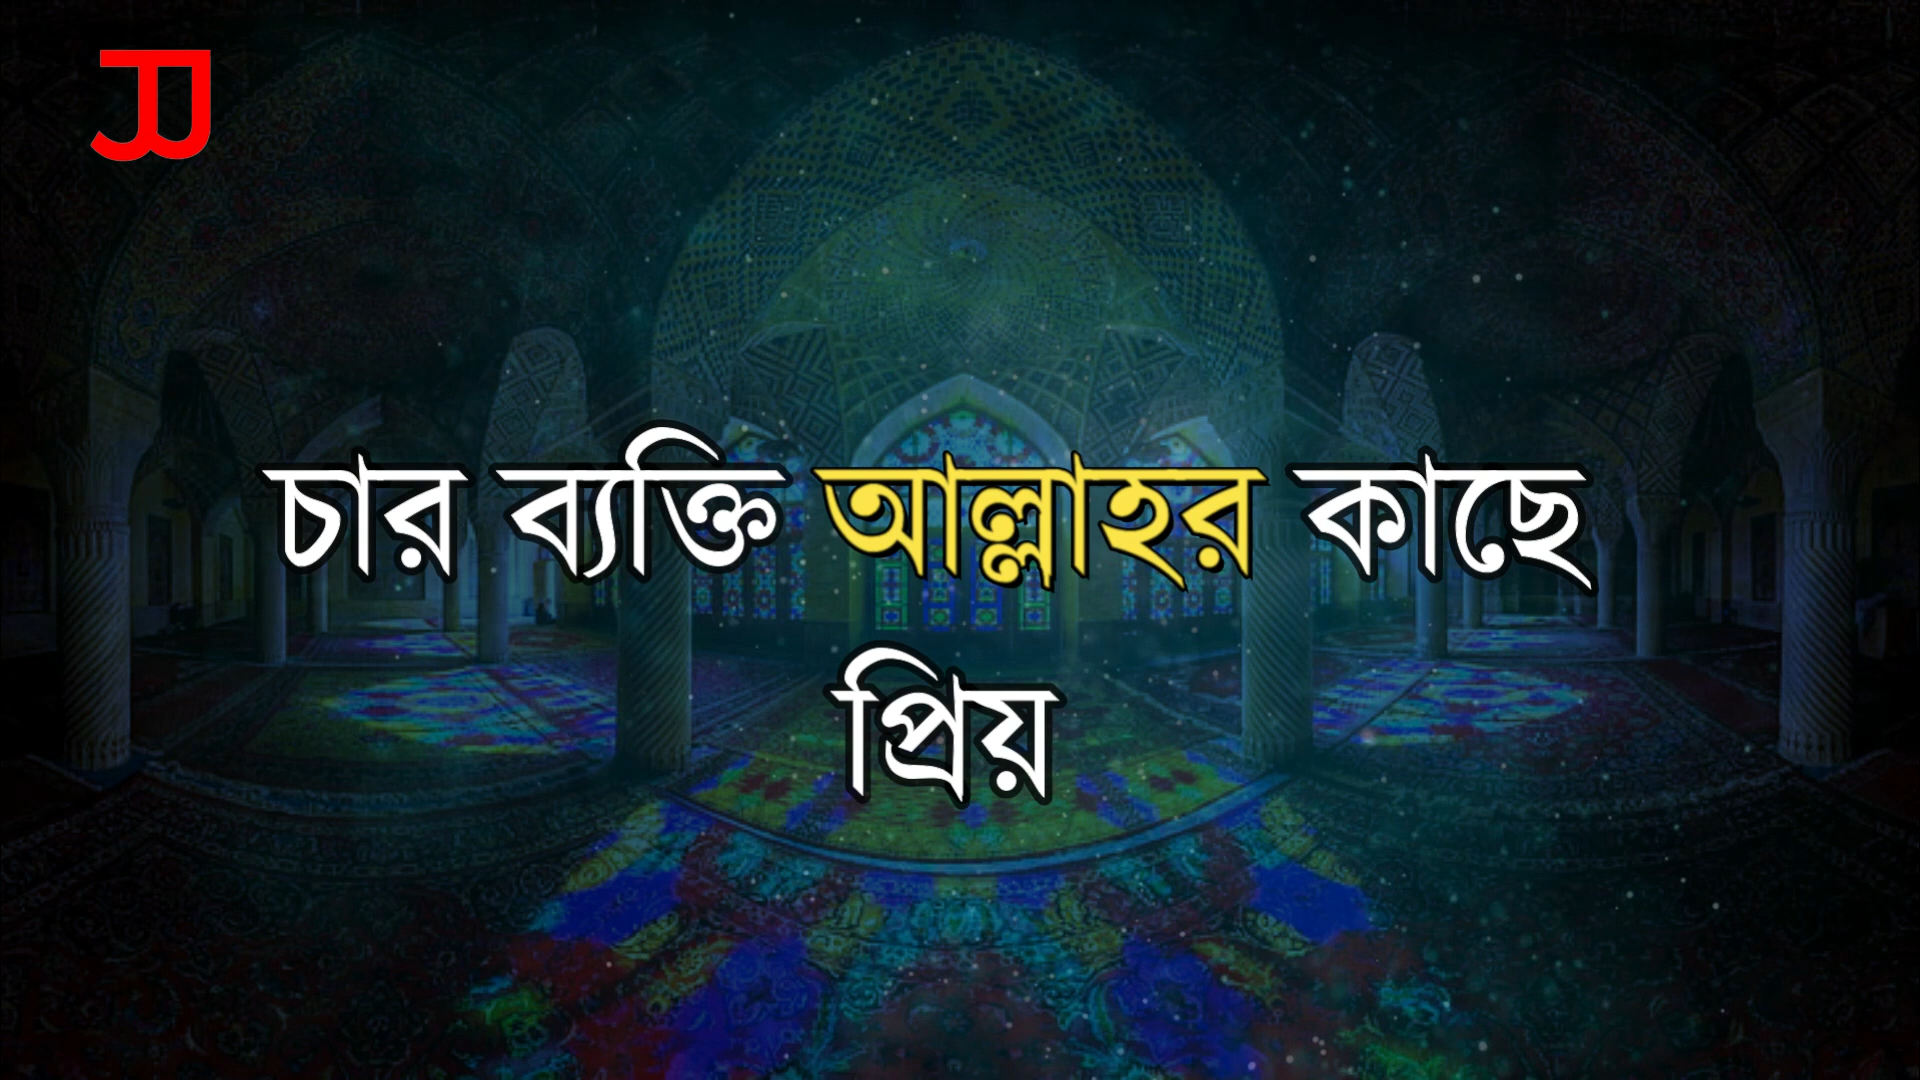 চার ব্যক্তি আল্লাহর কাছে
প্রিয়